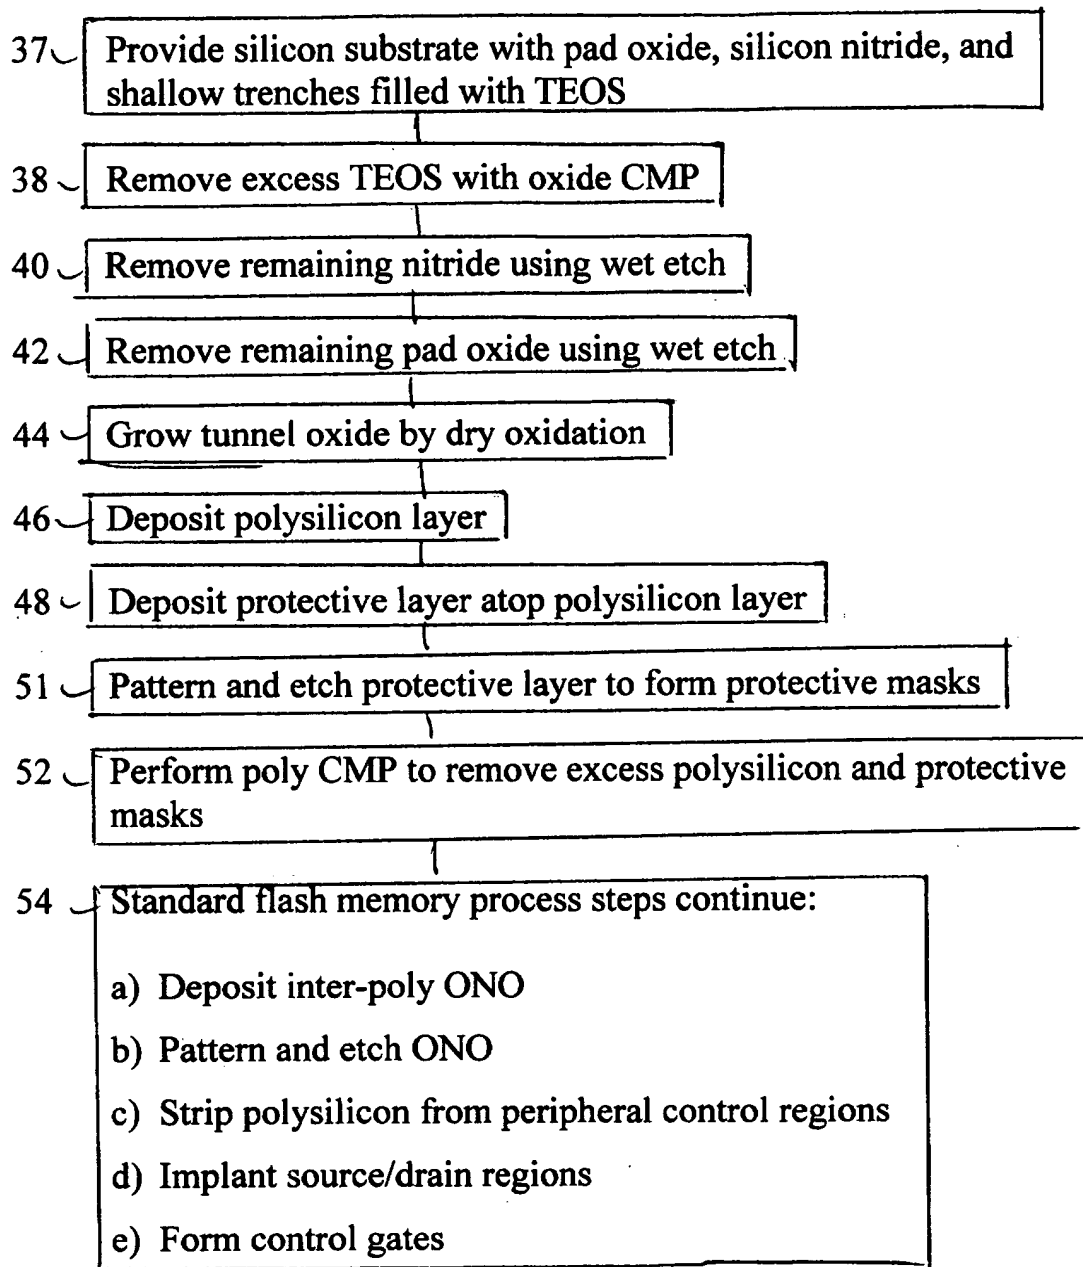 37 Provide silicon substrate with pad oxide, silicon nitride, and
shallow trenches filled with TEOS
38 Remove excess TEOS with oxide CMP
40 Remove remaining nitride using wet etch
42 Remove remaining pad oxide using wet etch
44 Grow tunnel oxide by dry oxidation
46 Deposit polysilicon layer
48 Deposit protective layer atop polysilicon layer
51 Pattern and etch protective layer to form protective masks
52 Perform poly CMP to remove excess polysilicon and protective
masks
54 Standard flash memory process steps continue:
a) Deposit inter-poly ONO
b) Pattern and etch ONO
c) Strip polysilicon from peripheral control regions
d) Implant source/drain regions
e) Form control gates